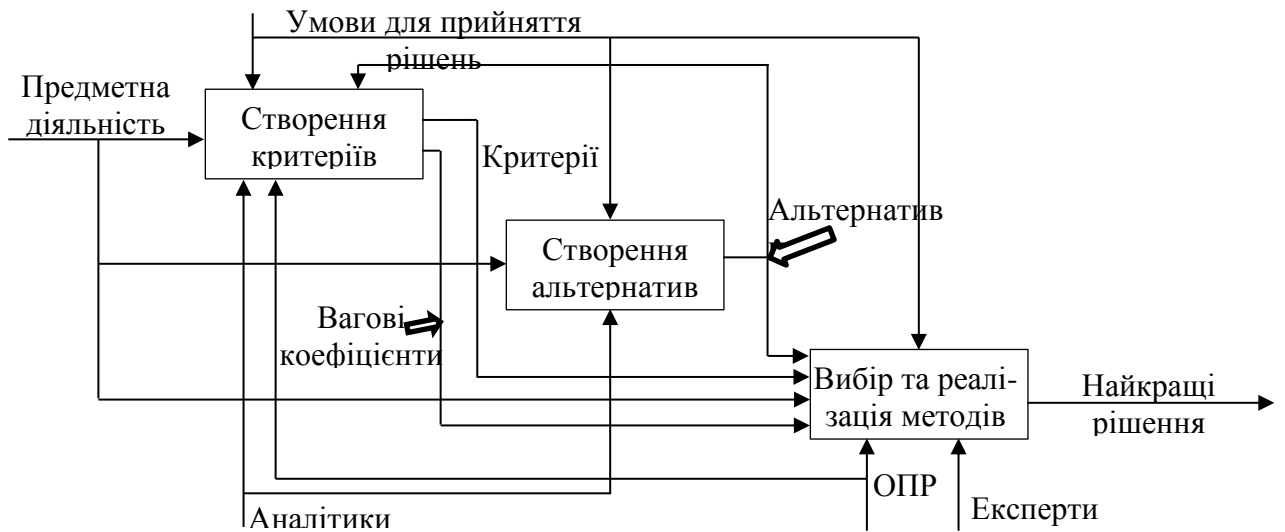 Умови для прийняття
рішень
Предметна
діяльність
Створення
критеріїв
Критерії
Альтернатив
Створення
альтернатив
Вагові
коефіцієнти
Вибір та реалі-
зація методів
Найкращі
рішення
ОПР
Експерти
Аналітики